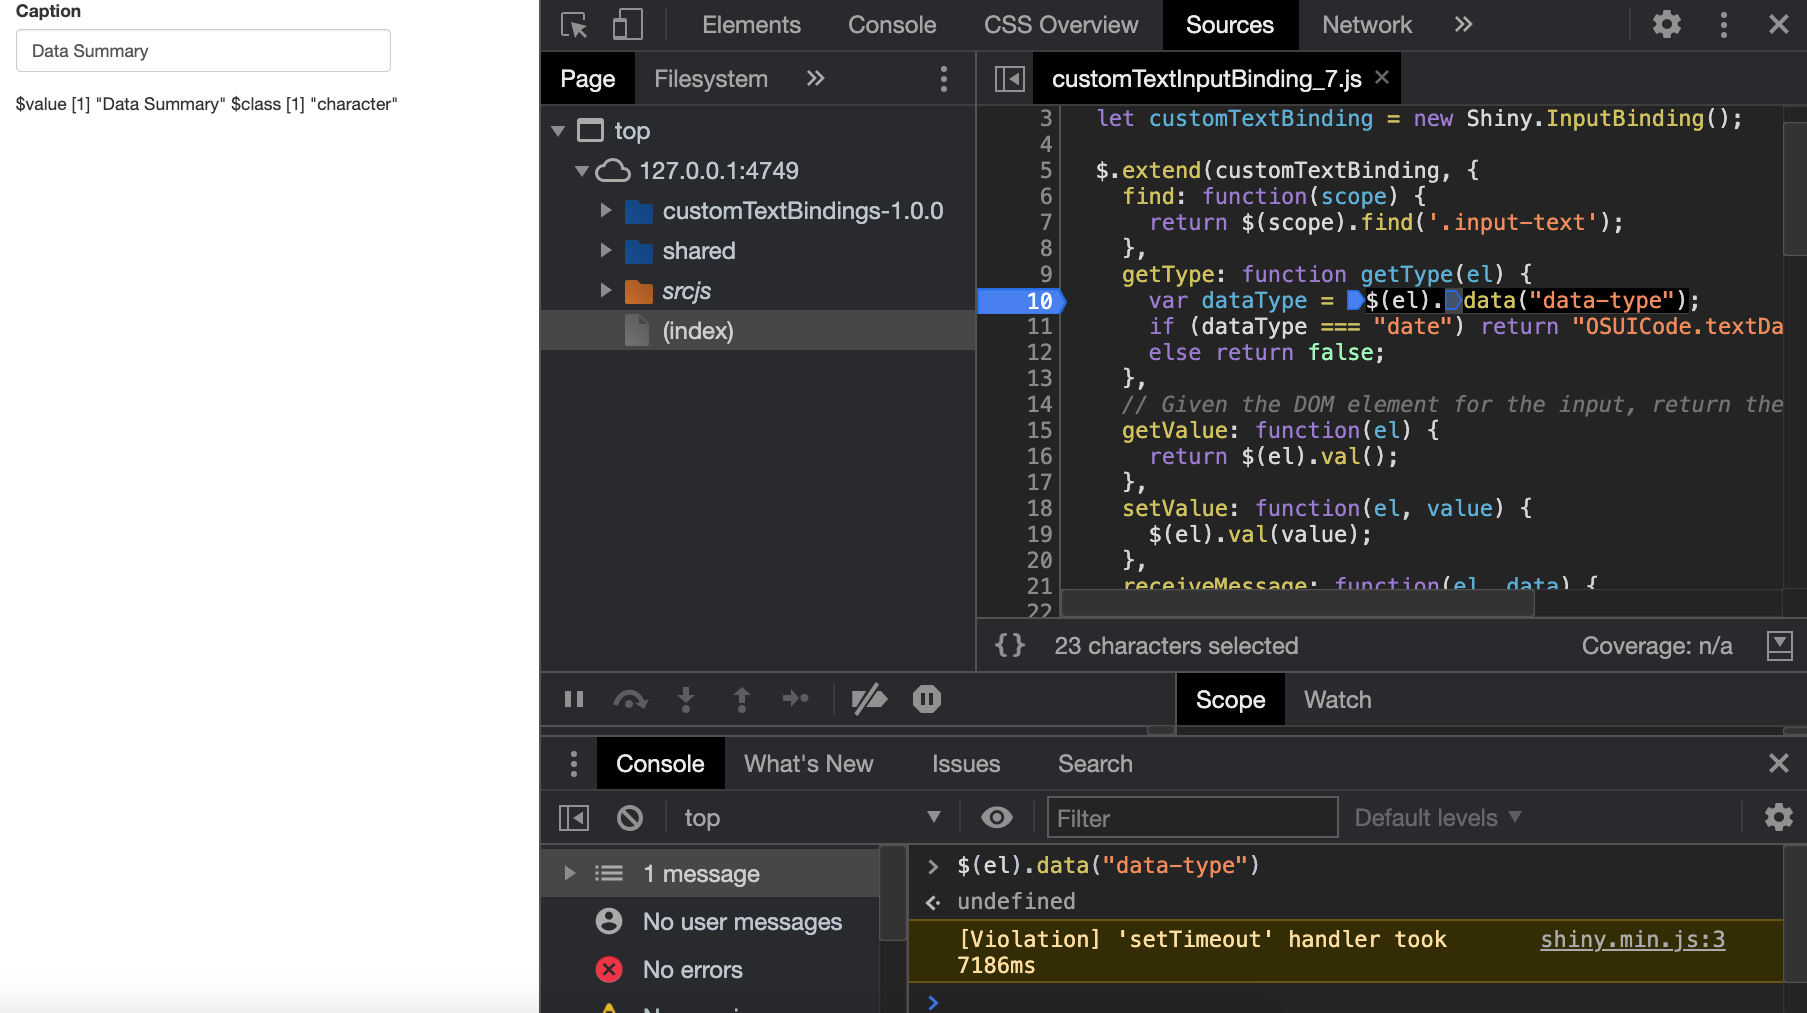 Caption
Data Summary
$value [1] "Data Summary" $class [1] "character"
Elements Console CSS Overview Sources Network
Page Filesystem
customTextInputBinding_7.js
top
127.0.0.1:4749
customTextBindings-1.0.0
shared
srcjs
(index)
3 let customTextBinding = new Shiny.InputBinding();
4
5 $.extend(customTextBinding, {
6 find: function(scope) {
7 return $(scope).find('.input-text');
8 },
9 getType: function getType(el) {
10 var dataType = $(el).data("data-type");
11 if (dataType === "date") return "OSUICode.textDa
12 else return false;
13 },
14 // Given the DOM element for the input, return the
15 getValue: function(el) {
16 return $(el).val();
17 },
18 setValue: function(el, value) {
19 $(el).val(value);
20 },
21 receiveMessage: function(el, data) {
22
{} 23 characters selected Coverage: n/a
Scope Watch
Console What's New Issues Search
top Filter Default levels
1 message
No user messages
No errors
> $(el).data("data-type")
undefined
[Violation] 'setTimeout' handler took shiny.min.js:3
7186ms
>